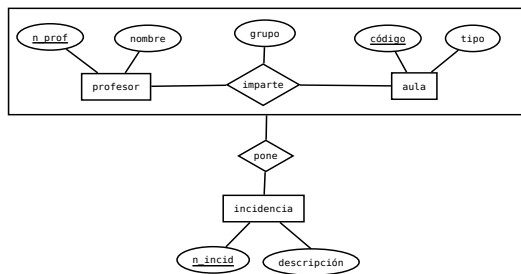 n_prof
nombre
grupo
código
tipo
profesor
imparte
aula
pone
incidencia
n_incid
descripción